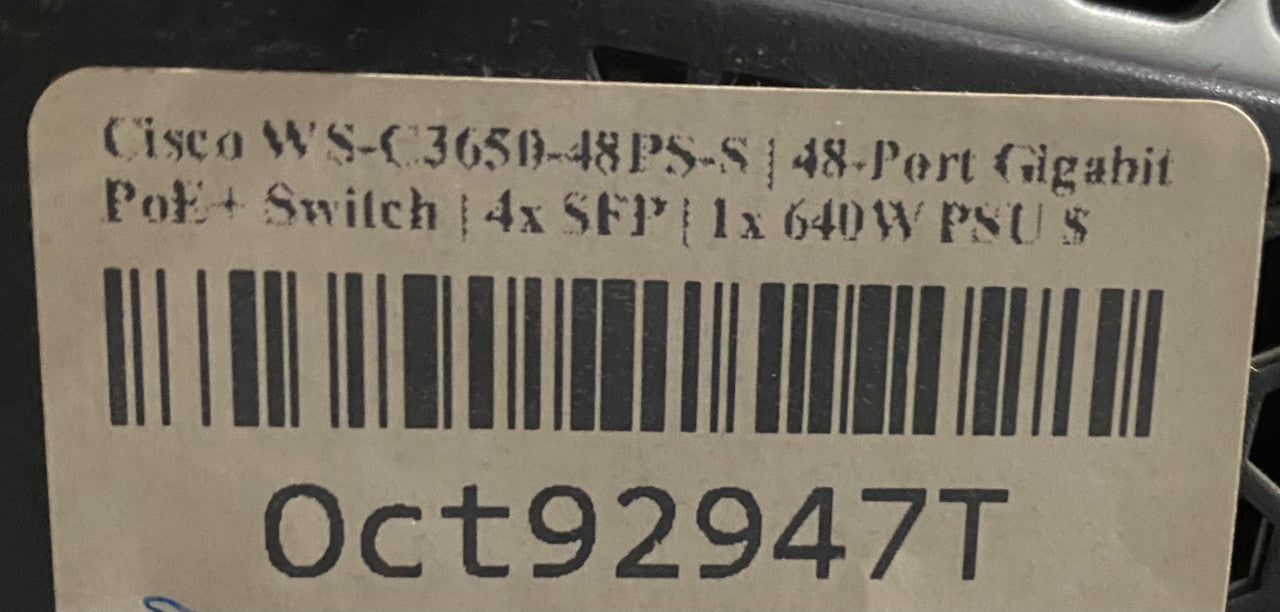 Cisco WS-C3650-48PS-S | 48-Port Gigabit
PoE+ Switch | 4x SFP | 1x 640W PSU S
Oct92947T